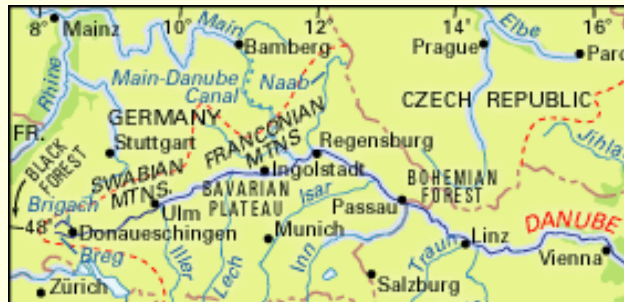 8° 10° 12° 14° 16°
Mainz
Main
Bamberg
Prague
Elbe
Pard
Rhine
Main-Danube
Canal
Naab
GERMANY
CZECH REPUBLIC
FR.
Stuttgart
FRANCONIAN
MTNS
Regensburg
Jihla
BLACK
FOREST
SWABIAN
MTNS.
Ingolstadt
BAVARIAN
PLATEAU
Isar
BOHEMIAN
FOREST
Brigach
Ulm
Passau
DANUBE
48°
Donaueschingen
Munich
Linz
Breg
Iller
Lech
Inn
Traun
Vienna
Zürich
Salzburg